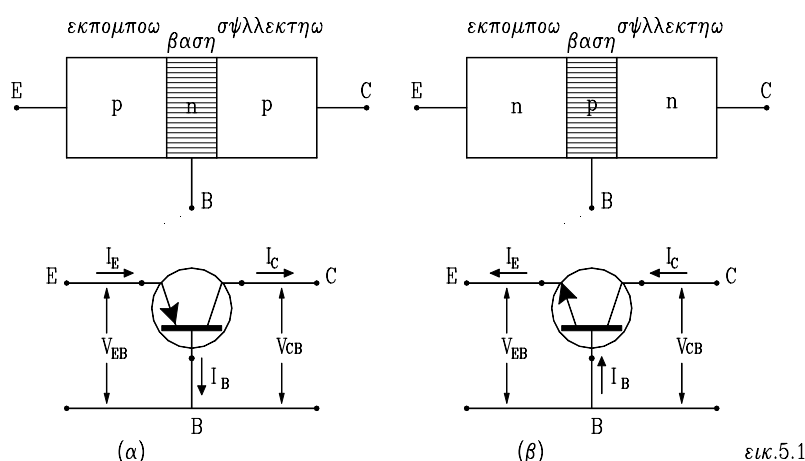 εκπομποω σψλλεκτηω
βαση
E p n p C
B
εκπομποω σψλλεκτηω
βαση
E n p n C
B
E I_E I_C C
V_EB V_CB
I_B
B
(α)
E I_E I_C C
V_EB V_CB
I_B
B
(β)
εικ.5.1